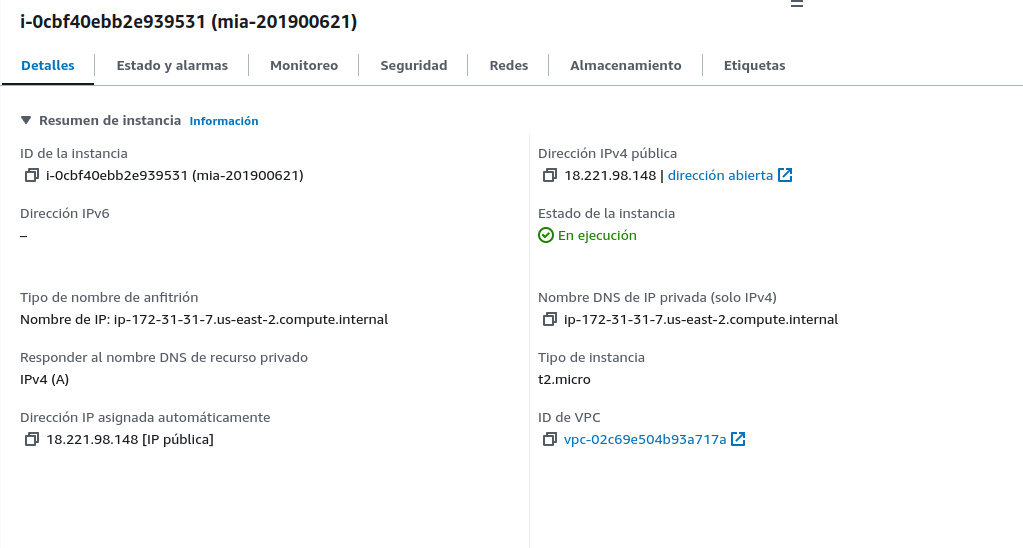 i-0cbf40ebb2e939531 (mia-201900621)
Detalles Estado y alarmas Monitoreo Seguridad Redes Almacenamiento Etiquetas
Resumen de instancia Información
ID de la instancia
i-0cbf40ebb2e939531 (mia-201900621)
Dirección IPv4 pública
18.221.98.148 | dirección abierta
Dirección IPv6
–
Estado de la instancia
En ejecución
Tipo de nombre de anfitrión
Nombre de IP: ip-172-31-31-7.us-east-2.compute.internal
Nombre DNS de IP privada (solo IPv4)
ip-172-31-31-7.us-east-2.compute.internal
Responder al nombre DNS de recurso privado
IPv4 (A)
Tipo de instancia
t2.micro
Dirección IP asignada automáticamente
18.221.98.148 [IP pública]
ID de VPC
vpc-02c69e504b93a717a